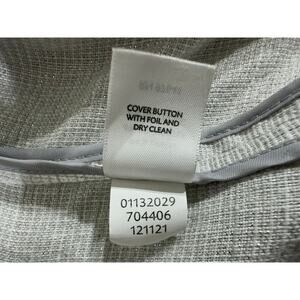 COVER BUTTON
WITH FOIL AND
DRY CLEAN
01132029
704406
121121